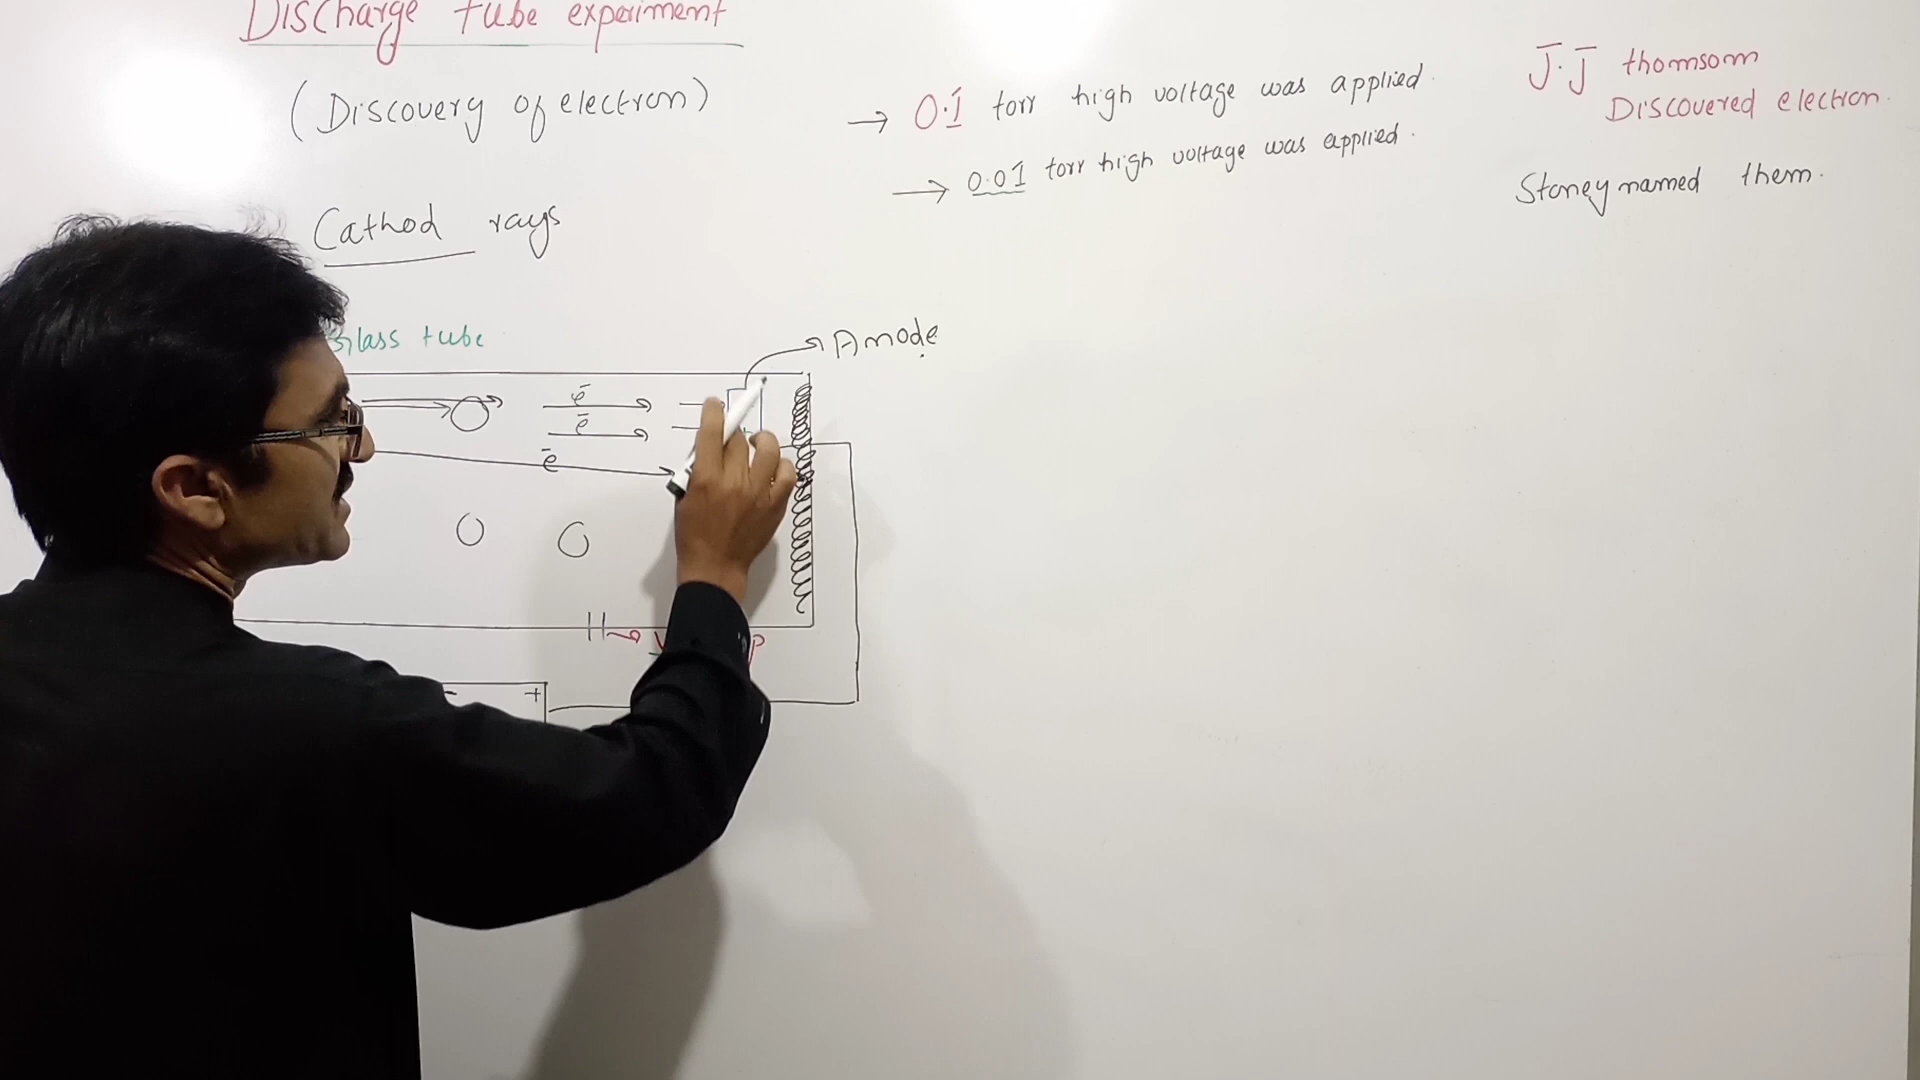 Discharge tube experiment
(Discovery of electron)
Cathod rays
Glass tube
Anode
ē
ē
ē
- +
→ 0.1 torr high voltage was applied.
→ 0.01 torr high voltage was applied.
J.J thomsom
Discovered electron.
Stoney named them.